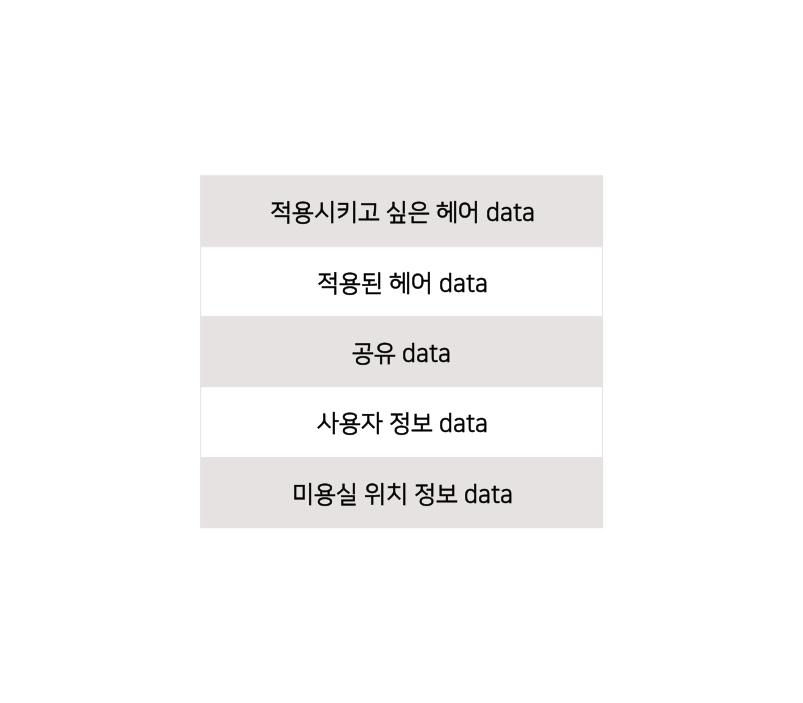 적용시키고 싶은 헤어 data
적용된 헤어 data
공유 data
사용자 정보 data
미용실 위치 정보 data